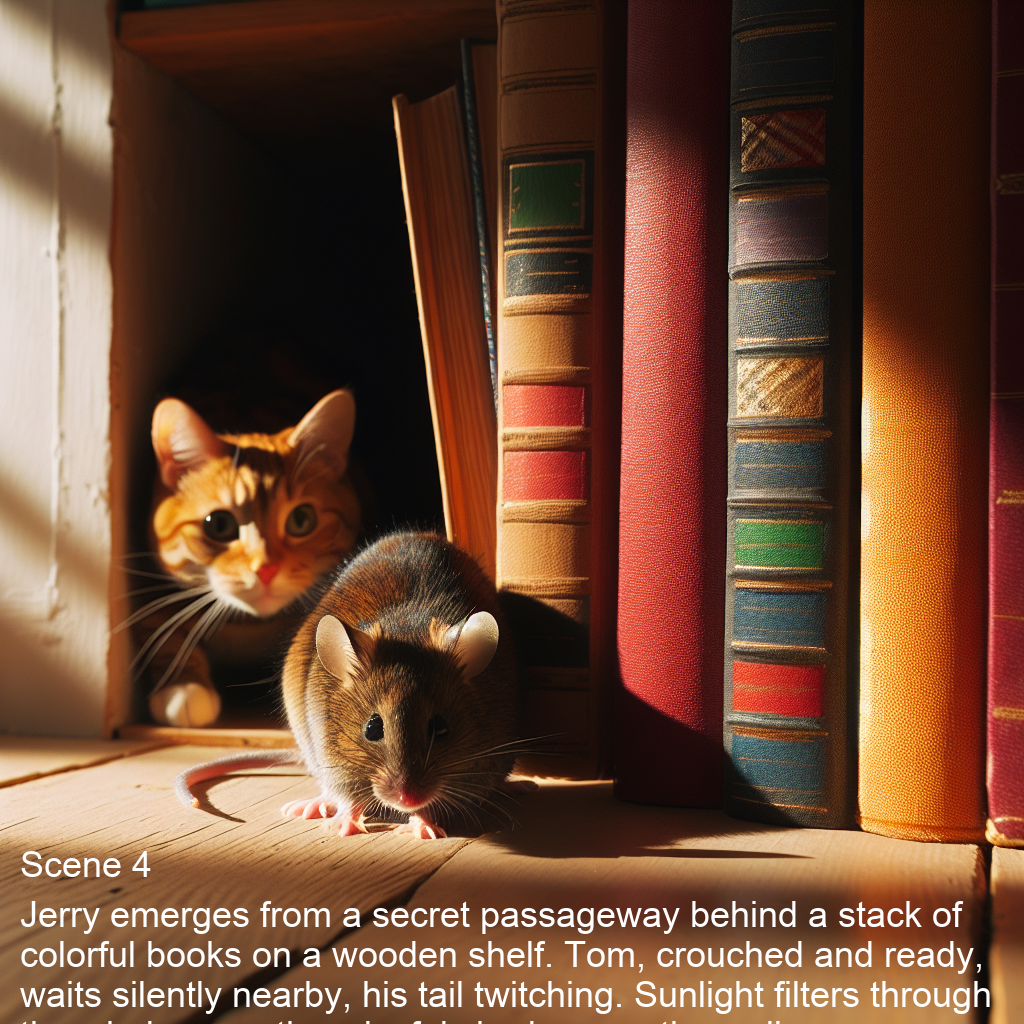 Scene 4
Jerry emerges from a secret passageway behind a stack of
colorful books on a wooden shelf. Tom, crouched and ready,
waits silently nearby, his tail twitching. Sunlight filters through